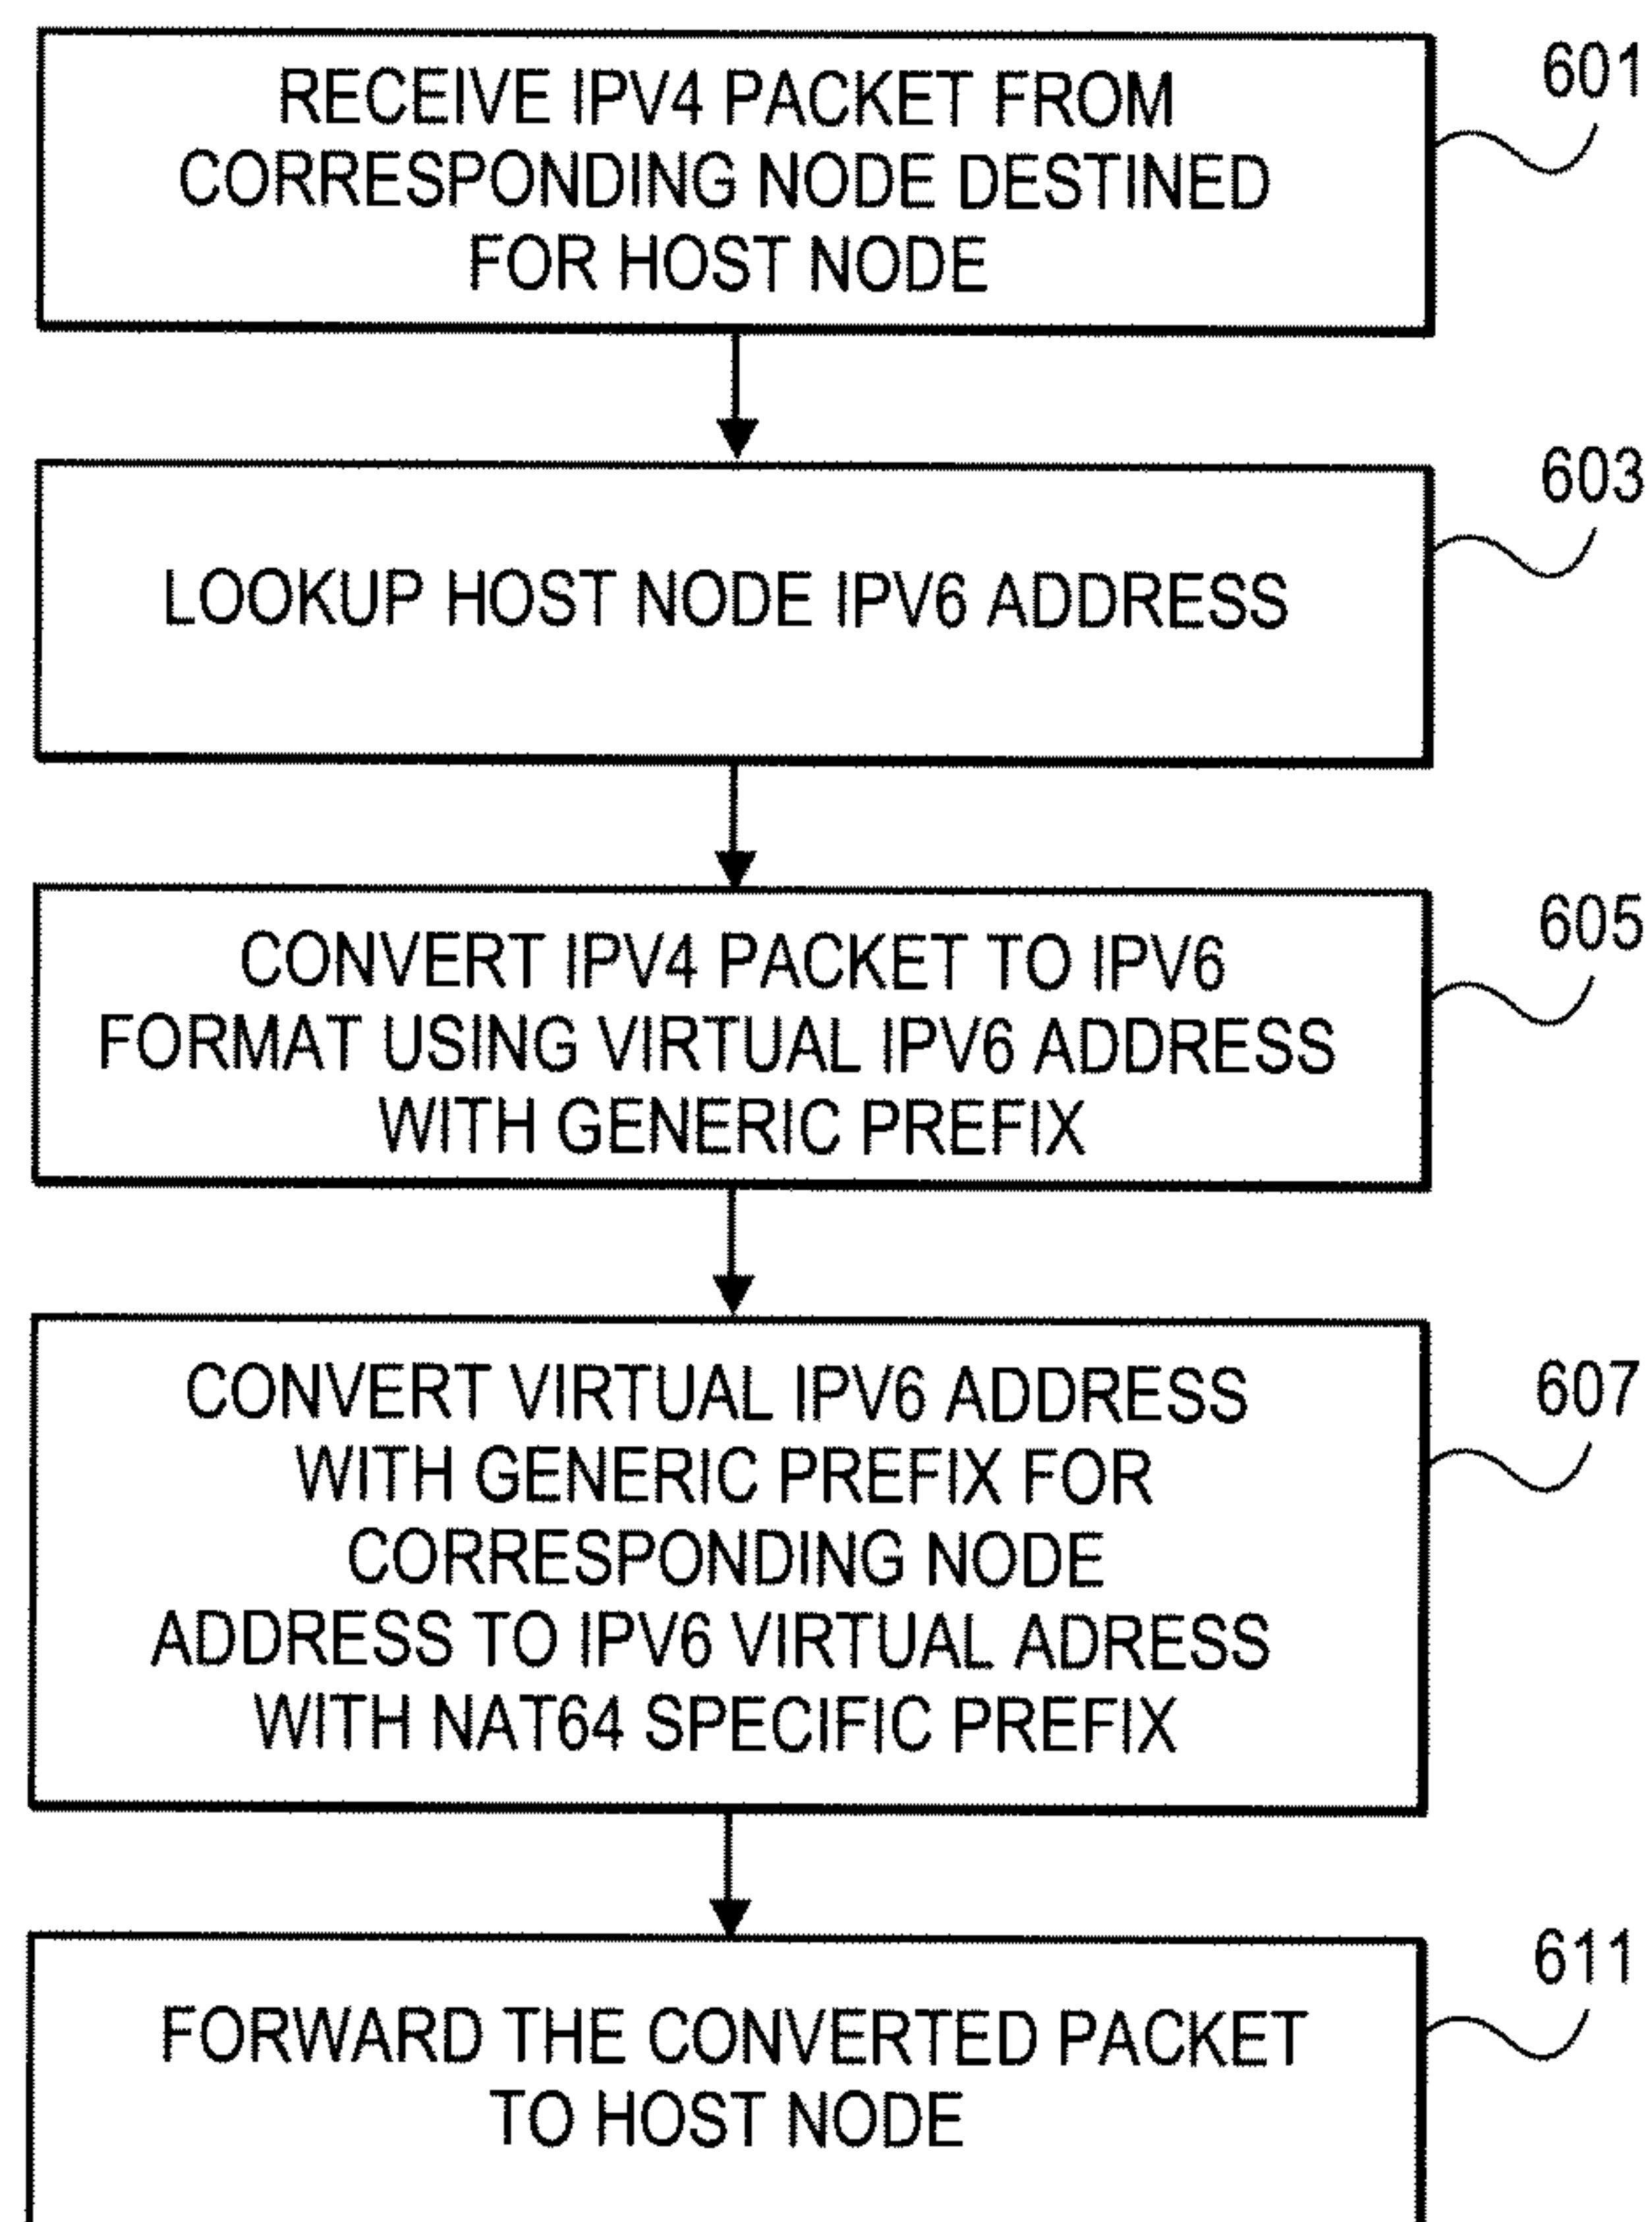 RECEIVE IPV4 PACKET FROM
CORRESPONDING NODE DESTINED
FOR HOST NODE
601
LOOKUP HOST NODE IPV6 ADDRESS
603
CONVERT IPV4 PACKET TO IPV6
FORMAT USING VIRTUAL IPV6 ADDRESS
WITH GENERIC PREFIX
605
CONVERT VIRTUAL IPV6 ADDRESS
WITH GENERIC PREFIX FOR
CORRESPONDING NODE
ADDRESS TO IPV6 VIRTUAL ADRESS
WITH NAT64 SPECIFIC PREFIX
607
FORWARD THE CONVERTED PACKET
TO HOST NODE
611